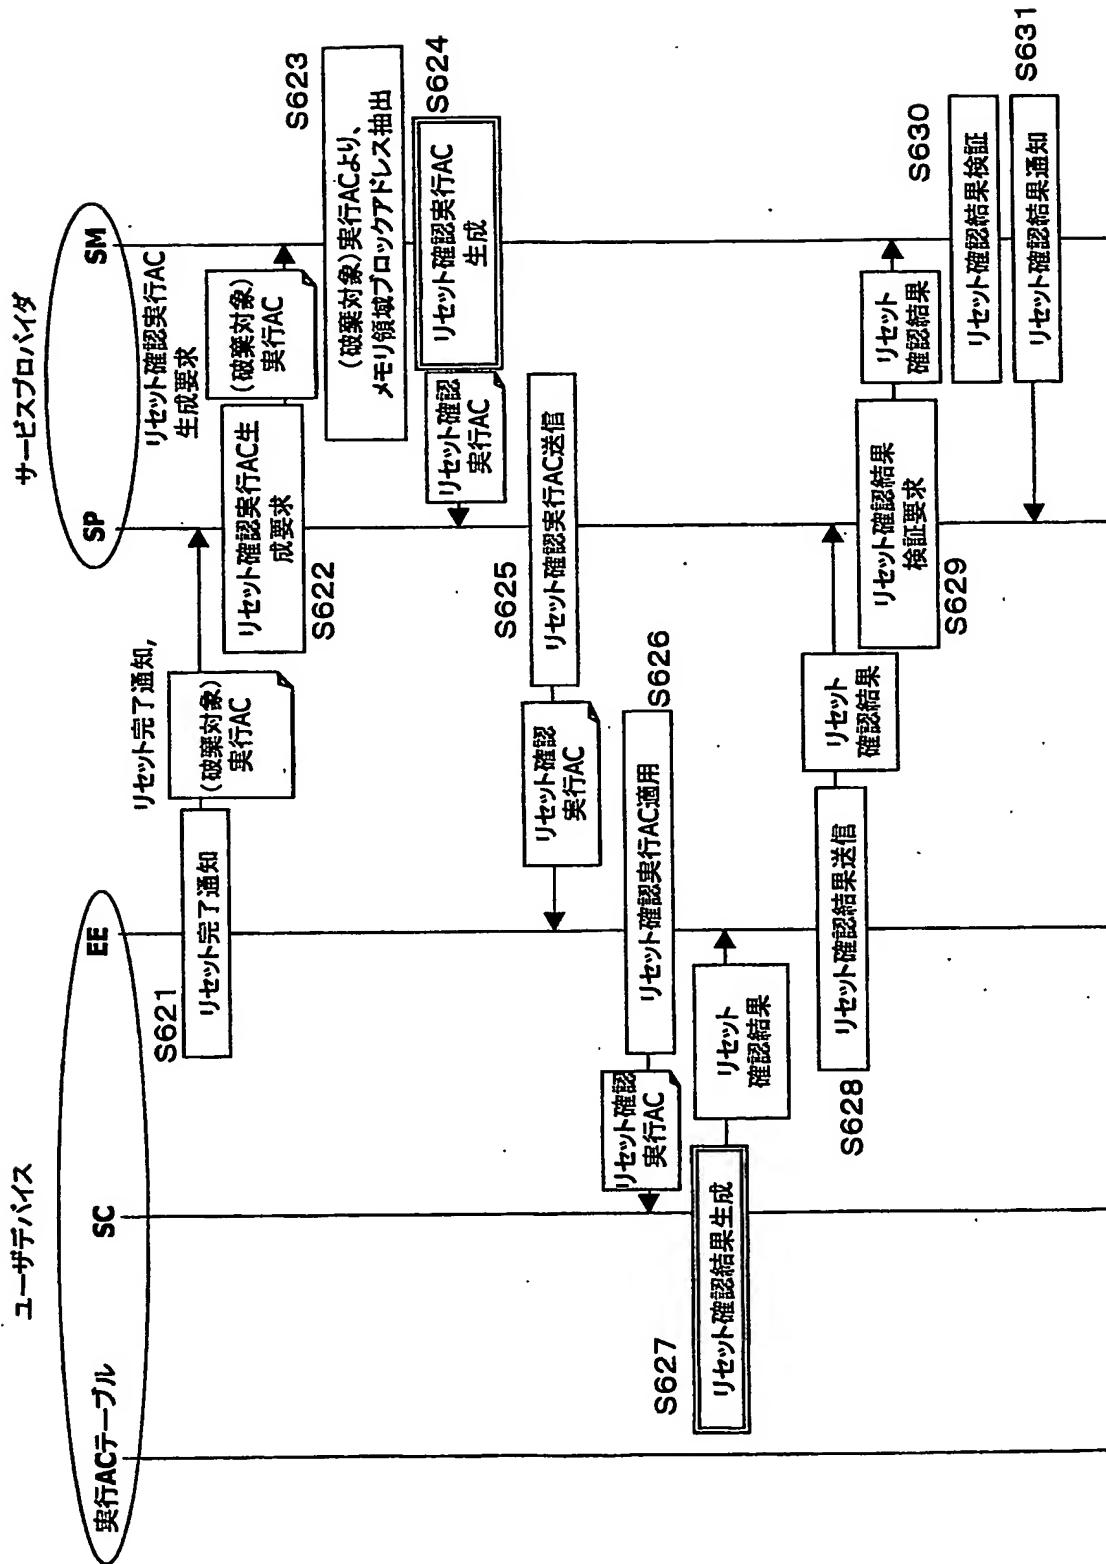 ユーザデバイス
サービスプロバイダ
実行ACテーブル
SC
EE
SP
SM
S621
リセット完了通知
リセット完了通知,
(破棄対象)
実行AC
リセット確認実行AC生
成要求
S622
リセット確認実行AC
生成要求
(破棄対象)
実行AC
S623
(破棄対象)実行ACより、
メモリ領域ブロックアドレス抽出
S624
リセット確認実行AC
生成
リセット確認
実行AC
S625
リセット確認実行AC送信
リセット確認
実行AC
S626
リセット確認実行AC適用
リセット確認
実行AC
S627
リセット確認結果生成
リセット
確認結果
S628
リセット確認結果送信
リセット
確認結果
リセット確認結果
検証要求
S629
リセット
確認結果
S630
リセット確認結果検証
リセット確認結果通知
S631